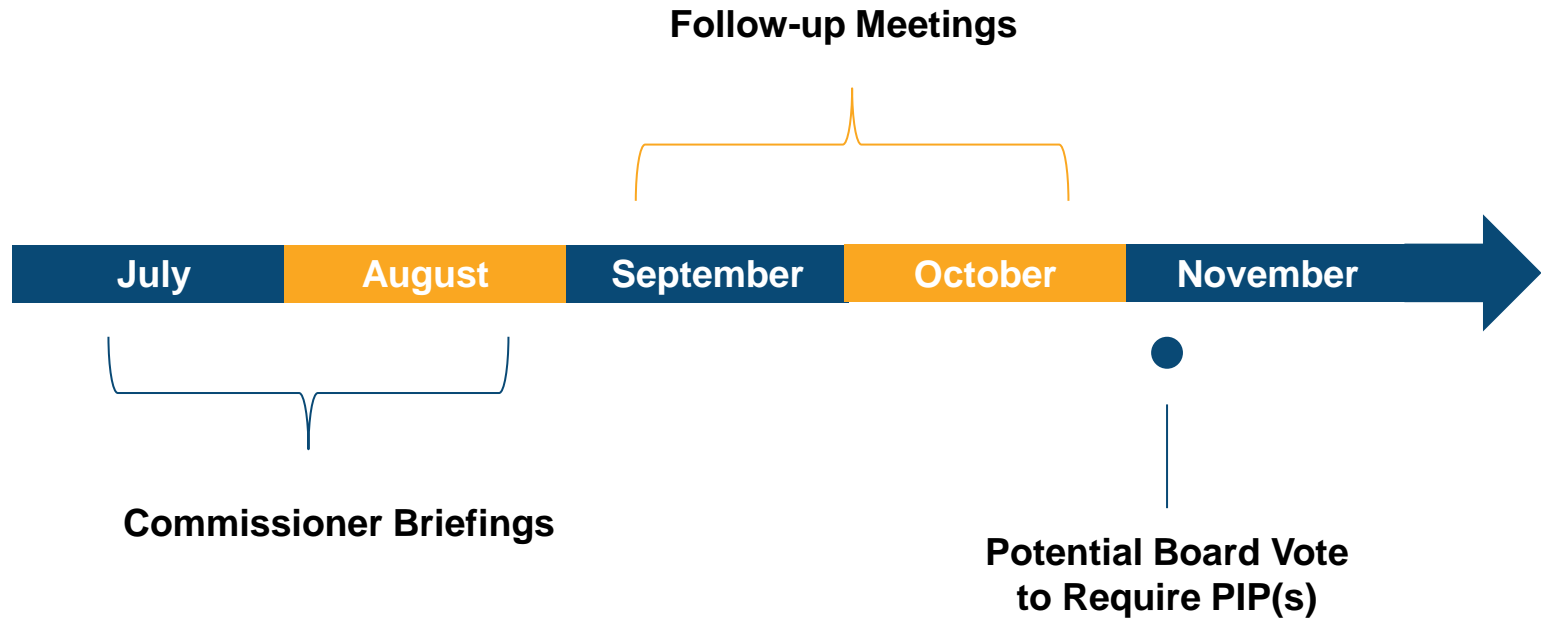 Follow-up Meetings
July
August
September
October
November
Commissioner Briefings
Potential Board Vote
to Require PIP(s)